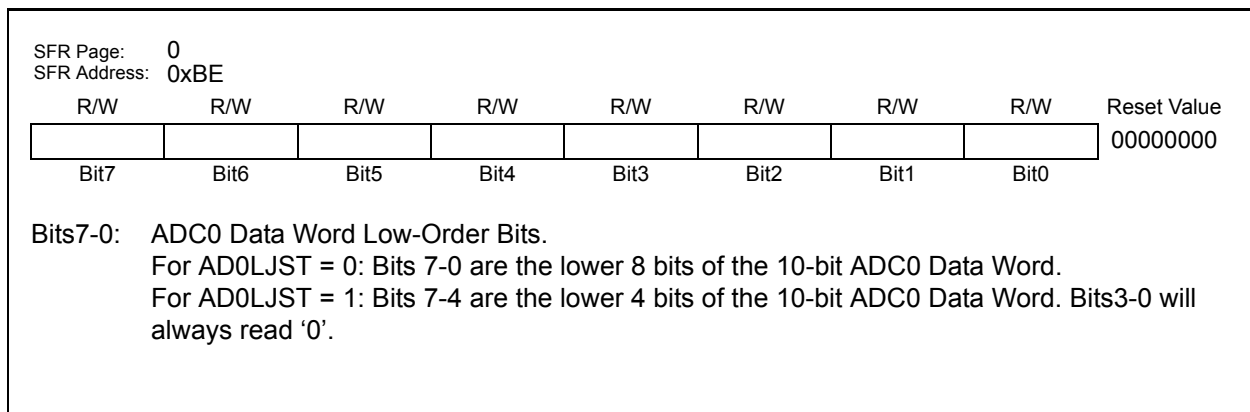 SFR Page: 0
SFR Address: 0xBE
R/W R/W R/W R/W R/W R/W R/W R/W Reset Value
00000000
Bit7 Bit6 Bit5 Bit4 Bit3 Bit2 Bit1 Bit0
Bits7-0: ADC0 Data Word Low-Order Bits.
For AD0LJST = 0: Bits 7-0 are the lower 8 bits of the 10-bit ADC0 Data Word.
For AD0LJST = 1: Bits 7-4 are the lower 4 bits of the 10-bit ADC0 Data Word. Bits3-0 will
always read ‘0’.